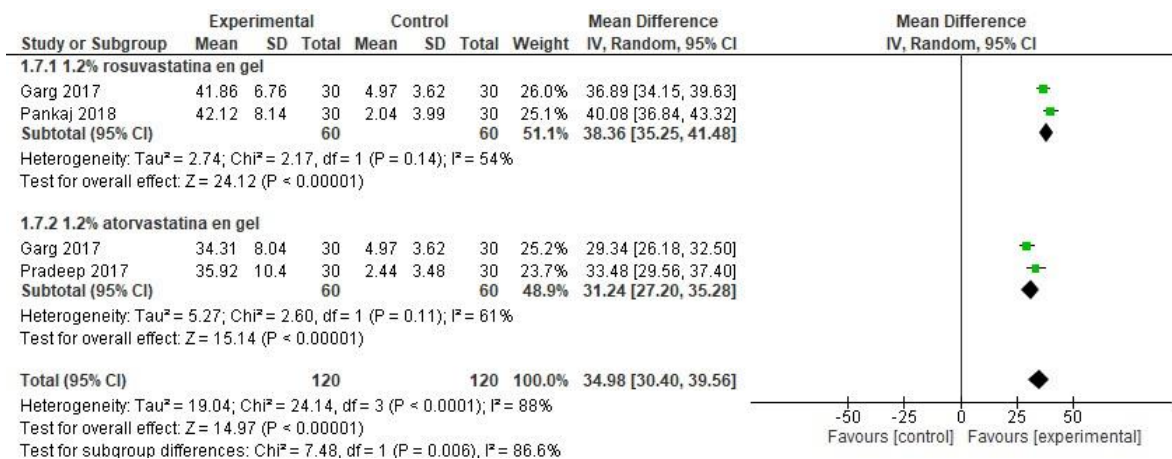 Experimental Control Mean Difference Mean Difference
Study or Subgroup Mean SD Total Mean SD Total Weight IV, Random, 95% CI IV, Random, 95% CI
1.7.1 1.2% rosuvastatina en gel
Garg 2017 41.86 6.76 30 4.97 3.62 30 26.0% 36.89 [34.15, 39.63]
Pankaj 2018 42.12 8.14 30 2.04 3.99 30 25.1% 40.08 [36.84, 43.32]
Subtotal (95% CI) 60 60 51.1% 38.36 [35.25, 41.48]
Heterogeneity: Tau² = 2.74; Chi² = 2.17, df = 1 (P = 0.14); I² = 54%
Test for overall effect: Z = 24.12 (P < 0.00001)
1.7.2 1.2% atorvastatina en gel
Garg 2017 34.31 8.04 30 4.97 3.62 30 25.2% 29.34 [26.18, 32.50]
Pradeep 2017 35.92 10.4 30 2.44 3.48 30 23.7% 33.48 [29.56, 37.40]
Subtotal (95% CI) 60 60 48.9% 31.24 [27.20, 35.28]
Heterogeneity: Tau² = 5.27; Chi² = 2.60, df = 1 (P = 0.11); I² = 61%
Test for overall effect: Z = 15.14 (P < 0.00001)
Total (95% CI) 120 120 100.0% 34.98 [30.40, 39.56]
Heterogeneity: Tau² = 19.04; Chi² = 24.14, df = 3 (P < 0.0001); I² = 88%
Test for overall effect: Z = 14.97 (P < 0.00001)
Test for subgroup differences: Chi² = 7.48, df = 1 (P = 0.006), I² = 86.6%
-50 -25 0 25 50
Favours [control] Favours [experimental]